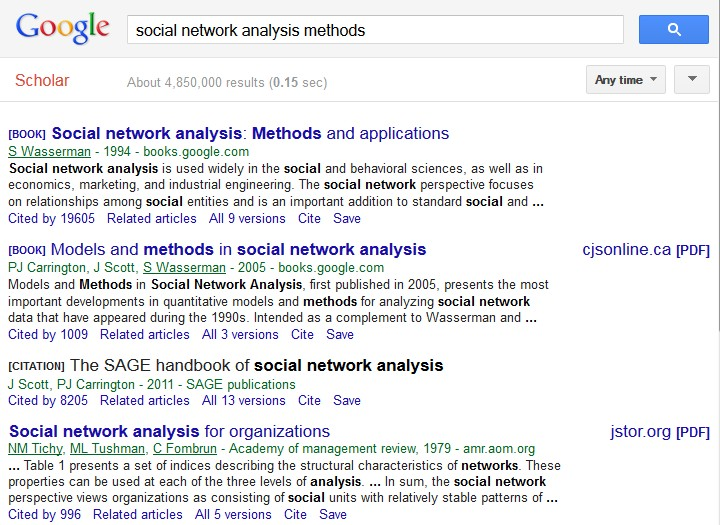 Google
social network analysis methods
Scholar
About 4,850,000 results (0.15 sec)
Any time
[BOOK] Social network analysis: Methods and applications
S Wasserman - 1994 - books.google.com
Social network analysis is used widely in the social and behavioral sciences, as well as in
economics, marketing, and industrial engineering. The social network perspective focuses
on relationships among social entities and is an important addition to standard social and ...
Cited by 19605 Related articles All 9 versions Cite Save
[BOOK] Models and methods in social network analysis
cjsonline.ca [PDF]
PJ Carrington, J Scott, S Wasserman - 2005 - books.google.com
Models and Methods in Social Network Analysis, first published in 2005, presents the most
important developments in quantitative models and methods for analyzing social network
data that have appeared during the 1990s. Intended as a complement to Wasserman and ...
Cited by 1009 Related articles All 3 versions Cite Save
[CITATION] The SAGE handbook of social network analysis
J Scott, PJ Carrington - 2011 - SAGE publications
Cited by 8205 Related articles All 13 versions Cite Save
Social network analysis for organizations
jstor.org [PDF]
NM Tichy, ML Tushman, C Fombrun - Academy of management review, 1979 - amr.aom.org
... Table 1 presents a set of indices describing the structural characteristics of networks. These
properties can be used at each of the three levels of analysis. ... In sum, the social network
perspective views organizations as consisting of social units with relatively stable patterns of ...
Cited by 996 Related articles All 5 versions Cite Save